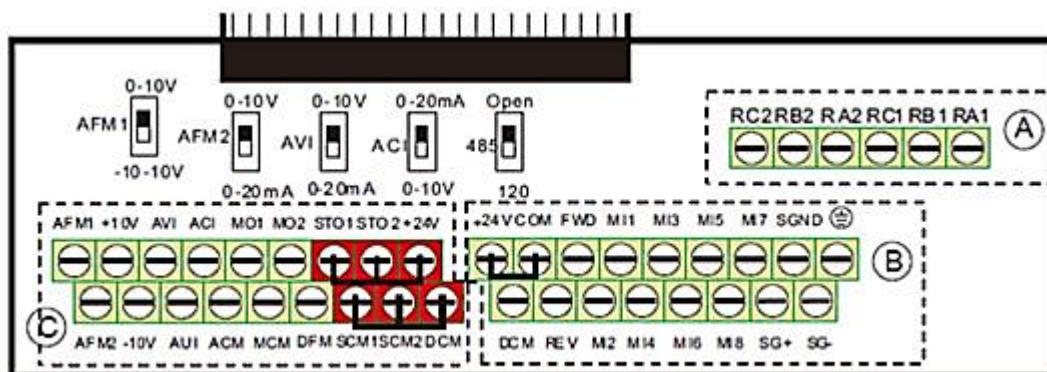 0-10V 0-10V 0-10V 0-20mA Open
AFM1 AFM2 AVI ACI 485
-10-10V 0-20mA 0-20mA 0-10V 120
RC2 RB2 RA2 RC1 RB1 RA1
A
AFM1 +10V AVI ACI MO1 MO2 STO1 STO2 +24V
AFM2 -10V AUI ACM MCM DFM SCM1 SCM2 DCM
C
+24V COM FWD MI1 MI3 MI5 MI7 SGND
DCM REV MI2 MI4 MI6 MI8 SG+ SG-
B